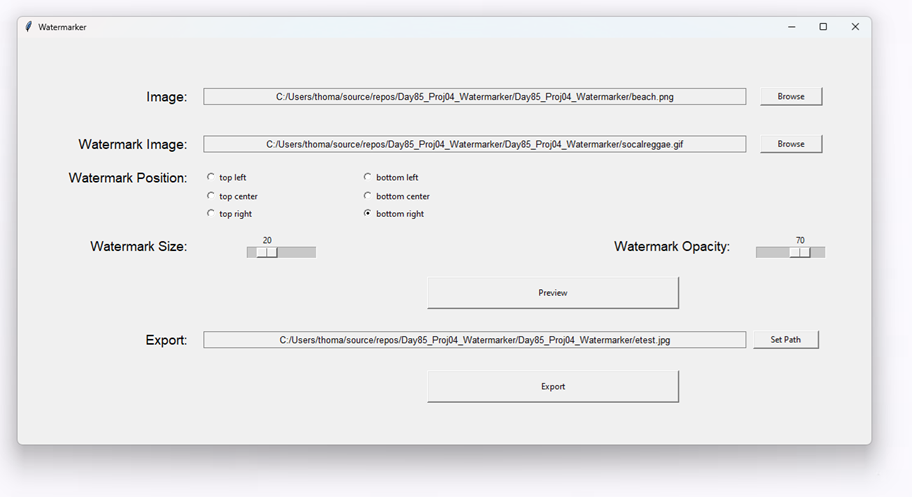 Watermarker
Image: C:/Users/thoma/source/repos/Day85_Proj04_Watermarker/Day85_Proj04_Watermarker/beach.png Browse
Watermark Image: C:/Users/thoma/source/repos/Day85_Proj04_Watermarker/Day85_Proj04_Watermarker/socalreggae.gif Browse
Watermark Position: top left bottom left
top center bottom center
top right bottom right
20 70
Watermark Size: Watermark Opacity:
Preview
Export: C:/Users/thoma/source/repos/Day85_Proj04_Watermarker/Day85_Proj04_Watermarker/etest.jpg Set Path
Export